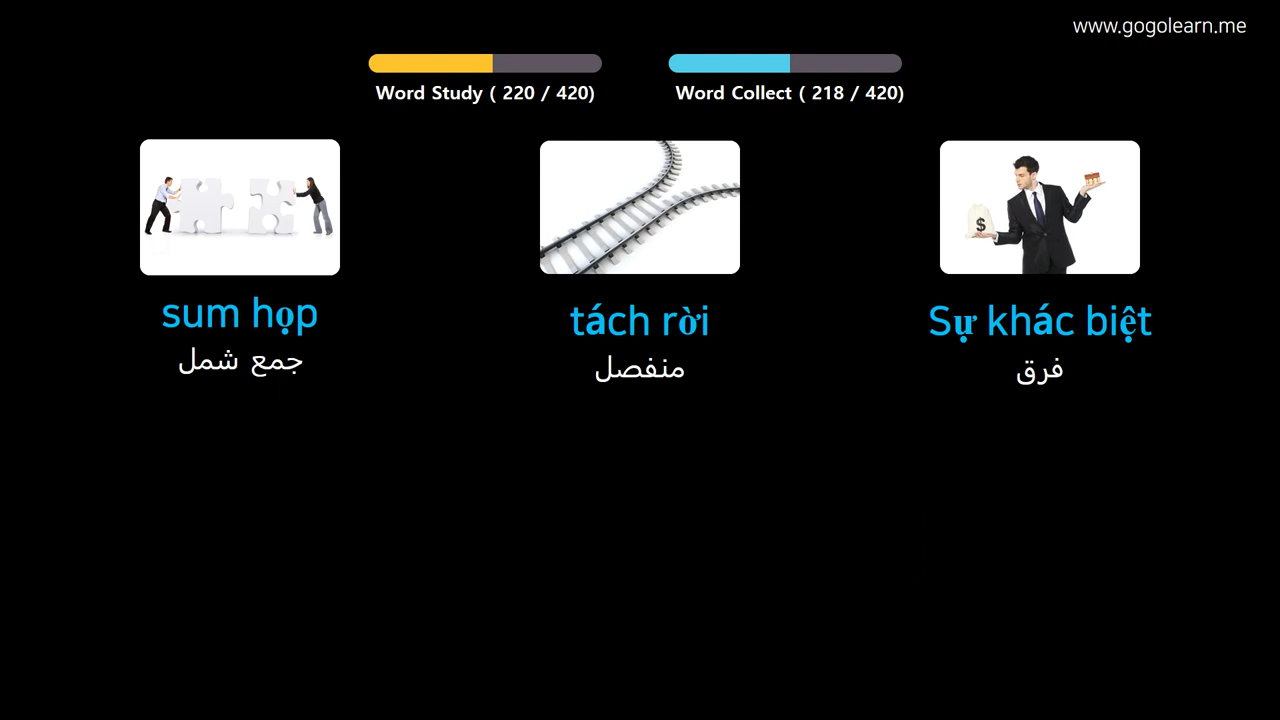 www.gogolearn.me
Word Study ( 220 / 420)
Word Collect ( 218 / 420)
$
sum họp
جمع شمل
tách rời
منفصل
Sự khác biệt
فرق